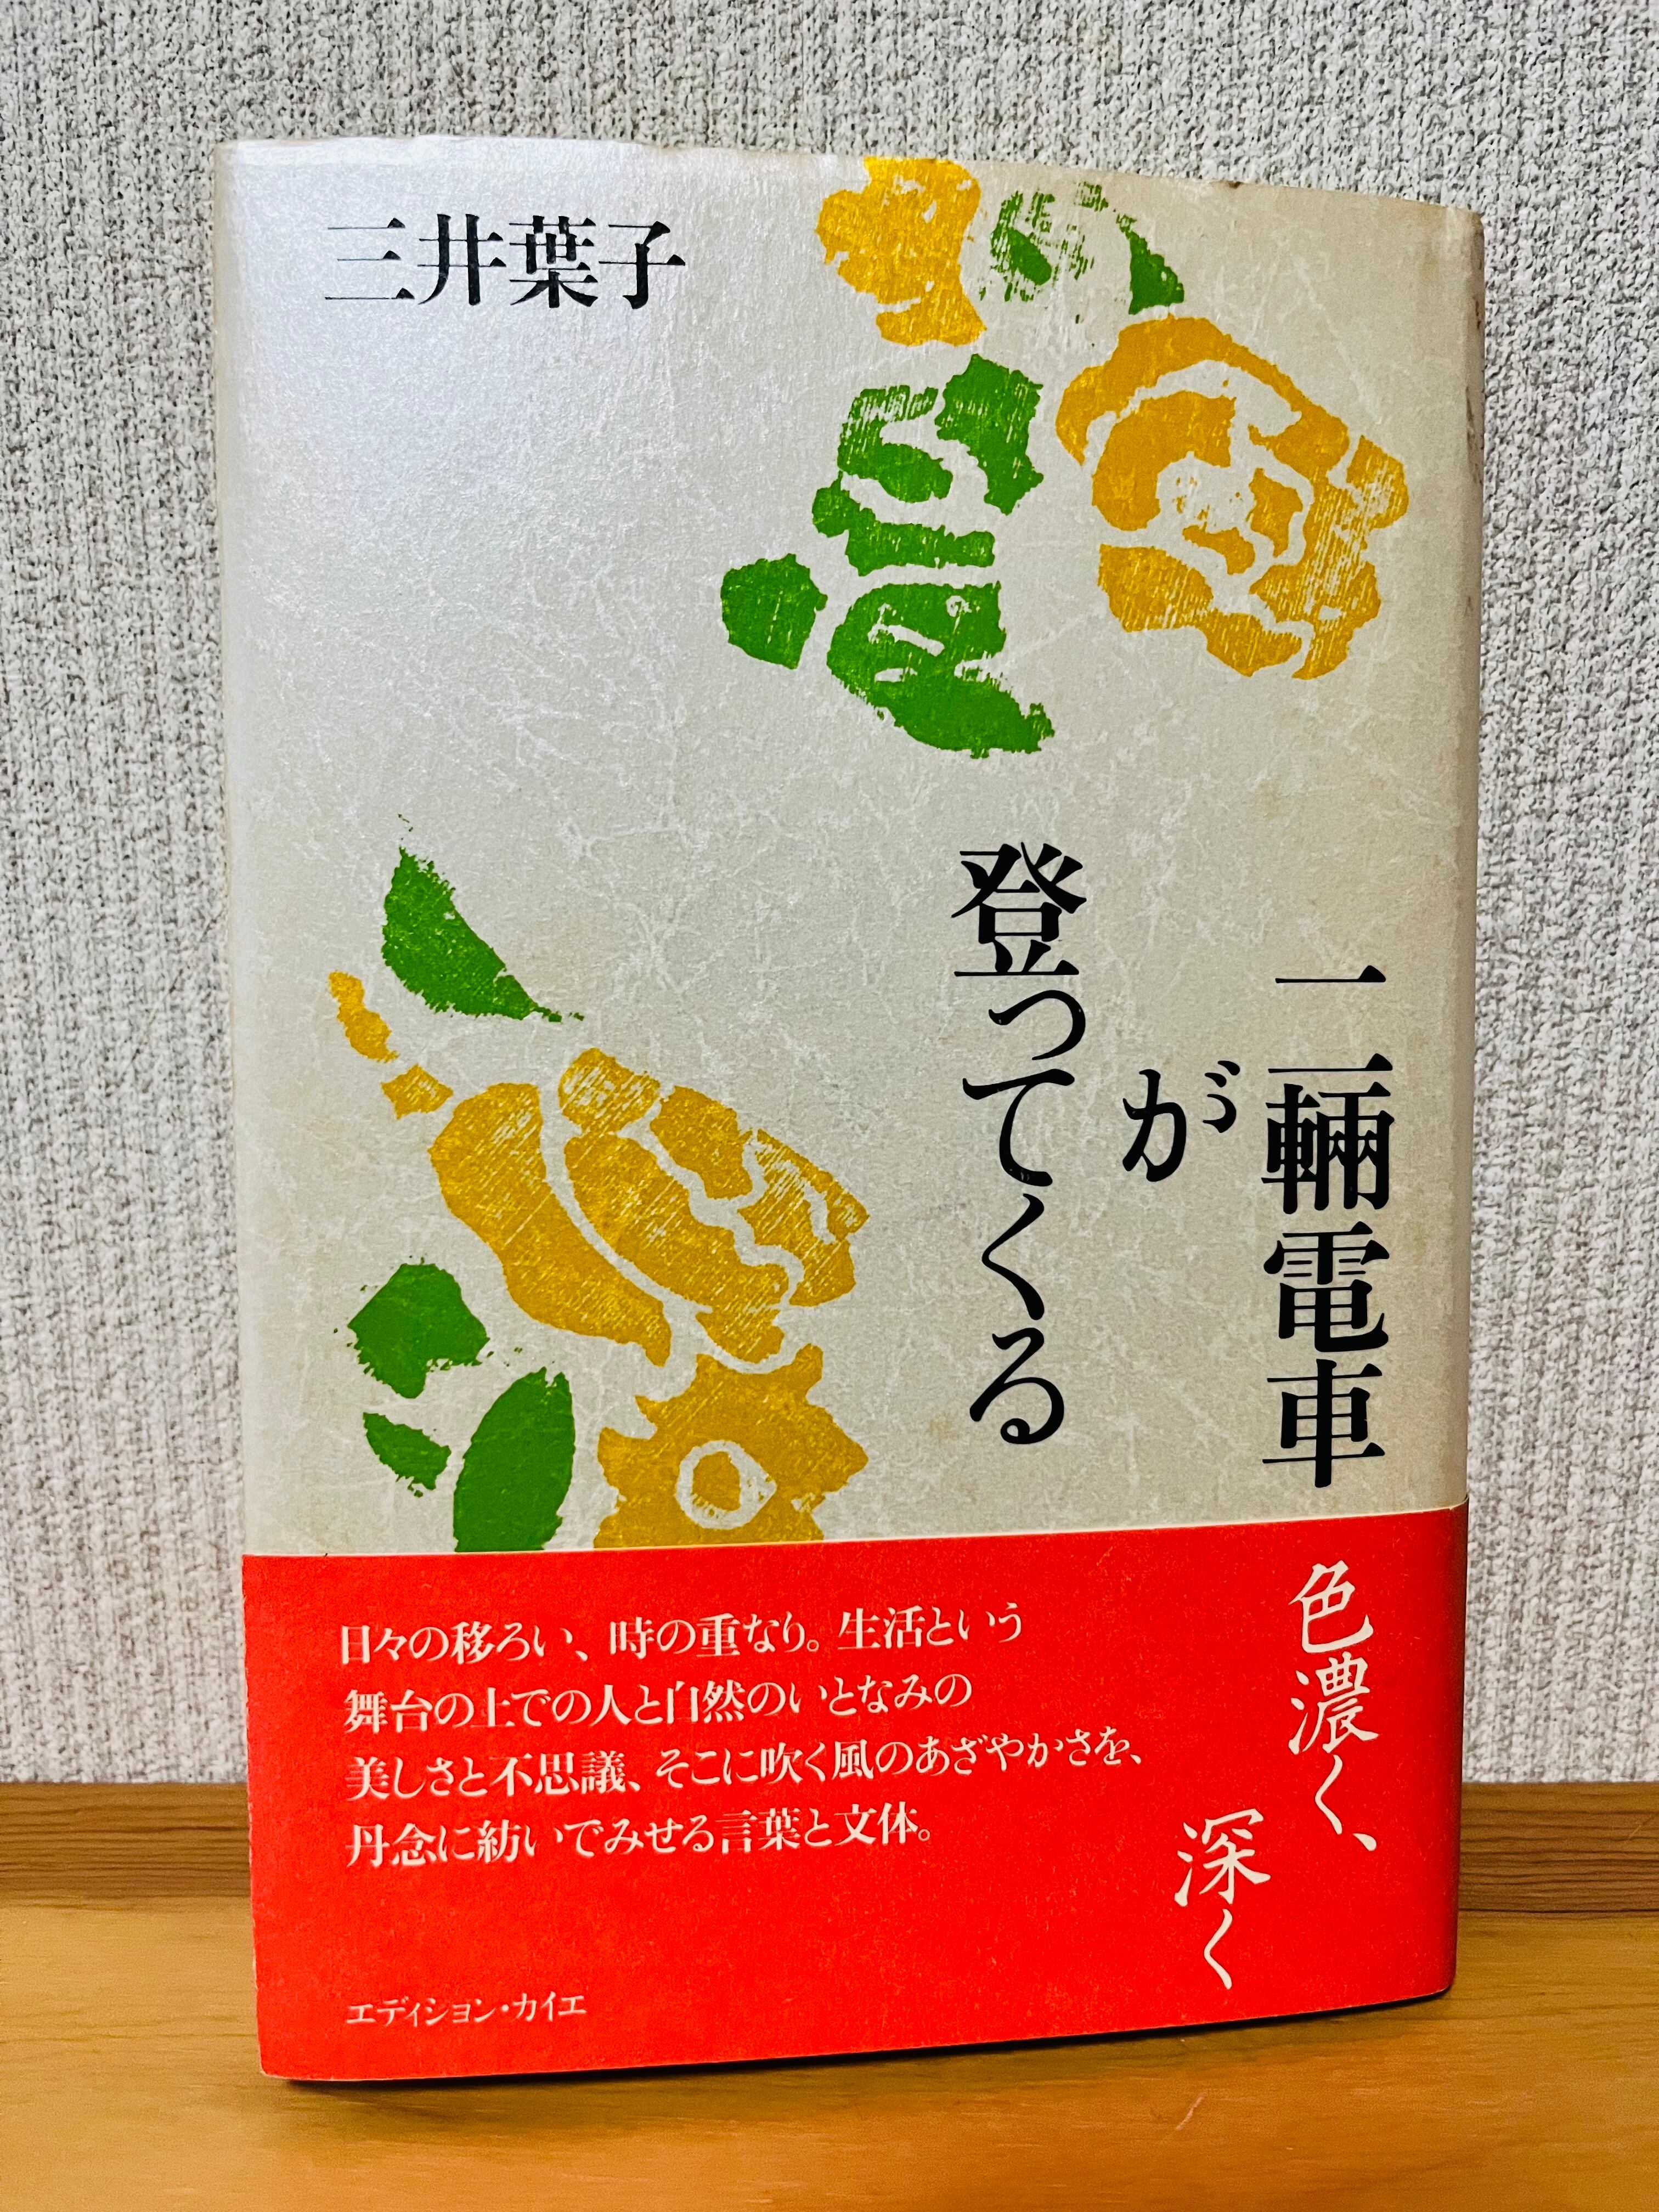 三井葉子
二輛電車
が
登ってくる
色濃く、
深く
日々の移ろい、時の重なり。生活という
舞台の上での人と自然のいとなみの
美しさと不思議、そこに吹く風のあざやかさを、
丹念に紡いでみせる言葉と文体。
エディション・カイエ